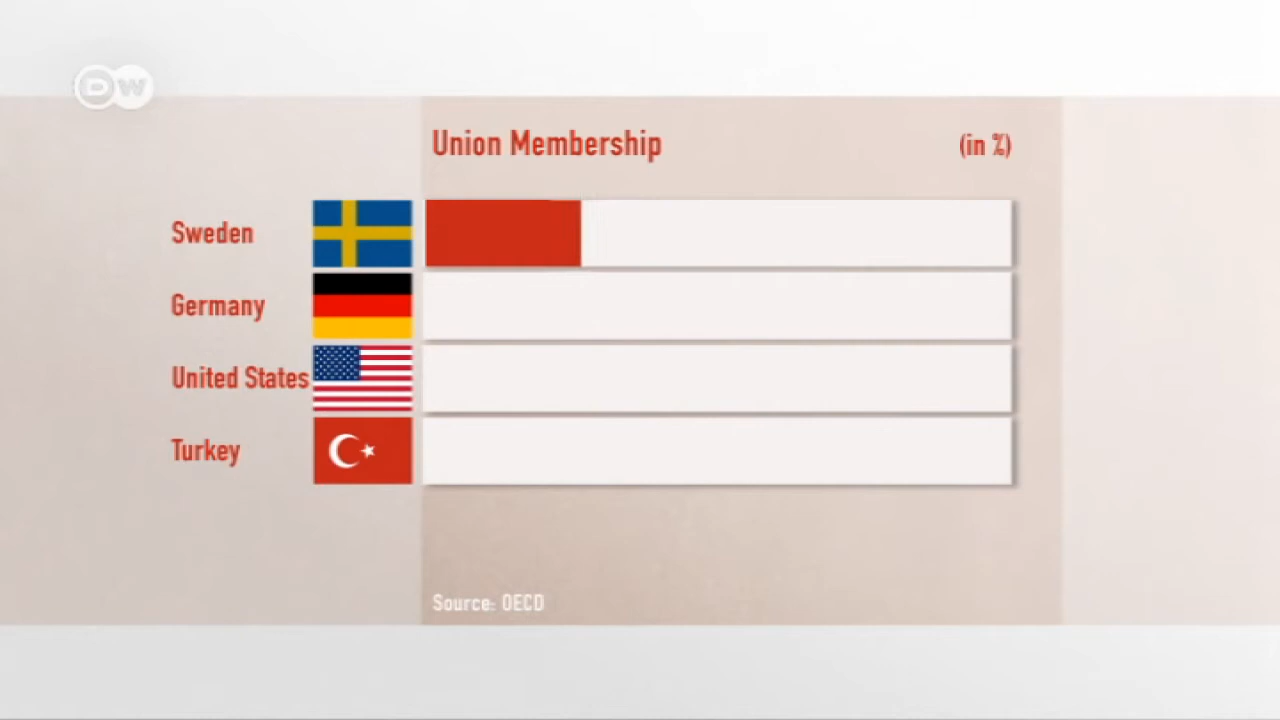 DW
Union Membership (in %)
Sweden
Germany
United States
Turkey
Source: OECD